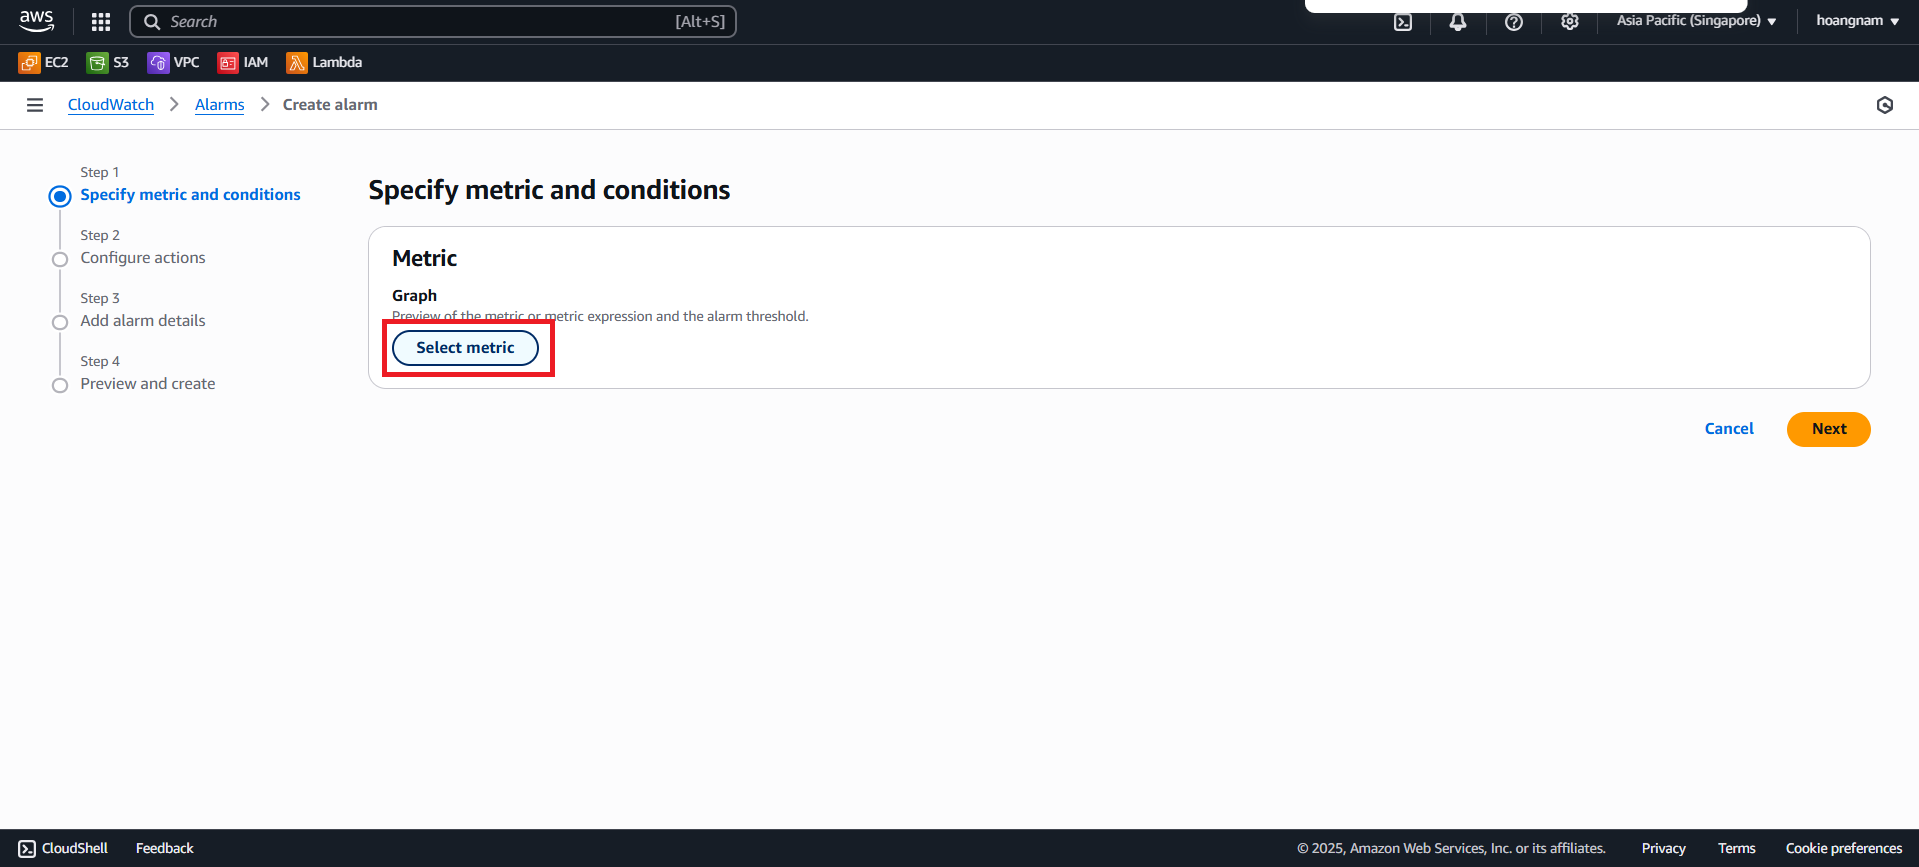 aws Search [Alt+S] Asia Pacific (Singapore) hoangnam
EC2 S3 VPC IAM Lambda
CloudWatch Alarms Create alarm
Step 1
Specify metric and conditions
Step 2
Configure actions
Step 3
Add alarm details
Step 4
Preview and create
Specify metric and conditions
Metric
Graph
Preview of the metric or metric expression and the alarm threshold.
Select metric
Cancel Next
CloudShell Feedback © 2025, Amazon Web Services, Inc. or its affiliates. Privacy Terms Cookie preferences